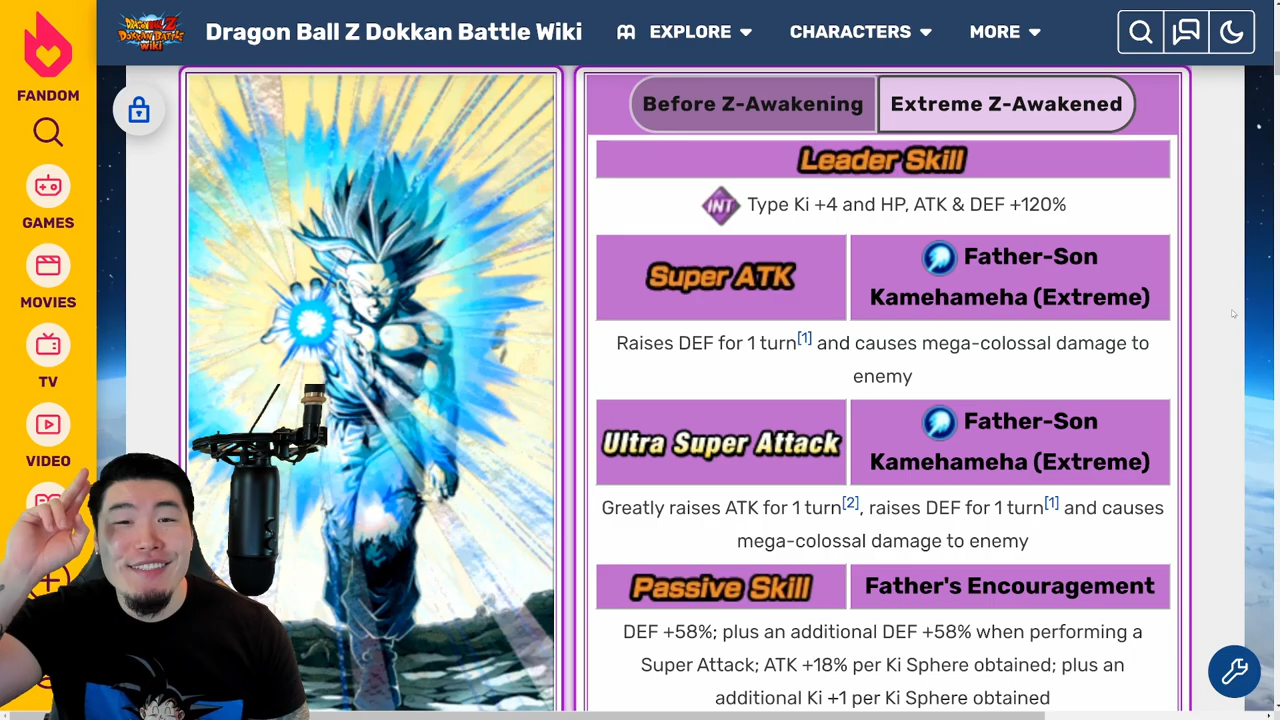 DRAGON BALL Z
DOKKAN BATTLE
WIKI
Dragon Ball Z Dokkan Battle Wiki
EXPLORE
CHARACTERS
MORE
FANDOM
GAMES
MOVIES
TV
VIDEO
Before Z-Awakening
Extreme Z-Awakened
Leader Skill
INT Type Ki +4 and HP, ATK & DEF +120%
Super ATK
Father-Son
Kamehameha (Extreme)
Raises DEF for 1 turn[1] and causes mega-colossal damage to
enemy
Ultra Super Attack
Father-Son
Kamehameha (Extreme)
Greatly raises ATK for 1 turn[2], raises DEF for 1 turn[1] and causes
mega-colossal damage to enemy
Passive Skill
Father's Encouragement
DEF +58%; plus an additional DEF +58% when performing a
Super Attack; ATK +18% per Ki Sphere obtained; plus an
additional Ki +1 per Ki Sphere obtained